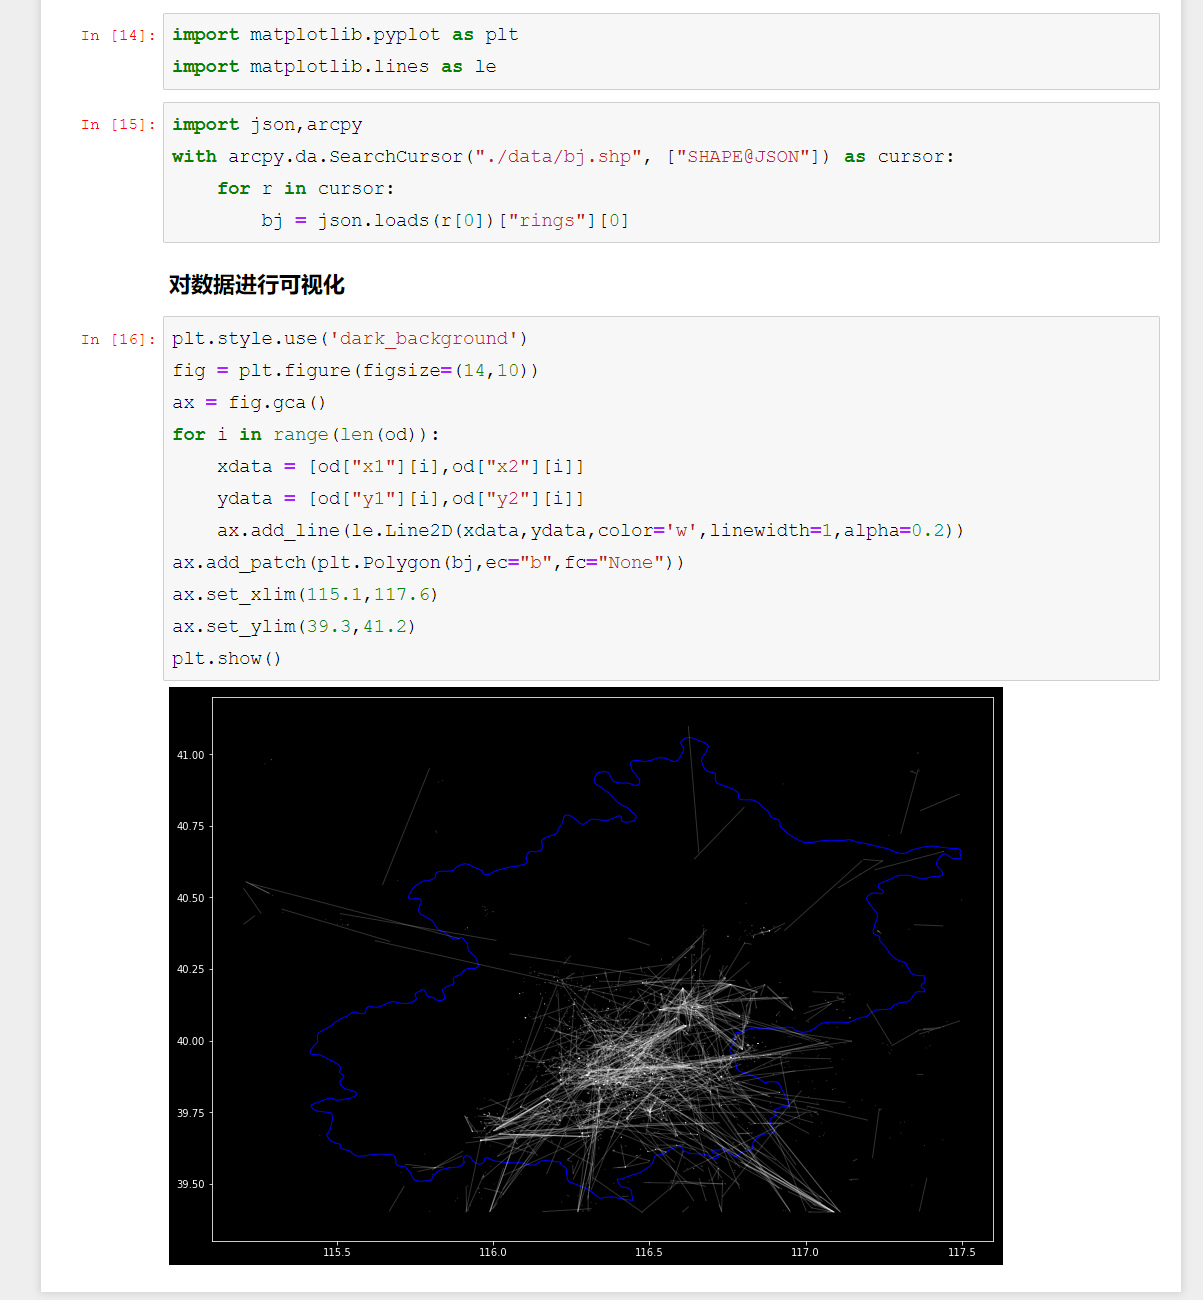 In [14]: import matplotlib.pyplot as plt
import matplotlib.lines as le
In [15]: import json,arcpy
with arcpy.da.SearchCursor("./data/bj.shp", ["SHAPE@JSON"]) as cursor:
    for r in cursor:
        bj = json.loads(r[0])["rings"][0]
对数据进行可视化
In [16]: plt.style.use('dark_background')
fig = plt.figure(figsize=(14,10))
ax = fig.gca()
for i in range(len(od)):
    xdata = [od["x1"][i],od["x2"][i]]
    ydata = [od["y1"][i],od["y2"][i]]
    ax.add_line(le.Line2D(xdata,ydata,color='w',linewidth=1,alpha=0.2))
ax.add_patch(plt.Polygon(bj,ec="b",fc="None"))
ax.set_xlim(115.1,117.6)
ax.set_ylim(39.3,41.2)
plt.show()
41.00
40.75
40.50
40.25
40.00
39.75
39.50
115.5 116.0 116.5 117.0 117.5